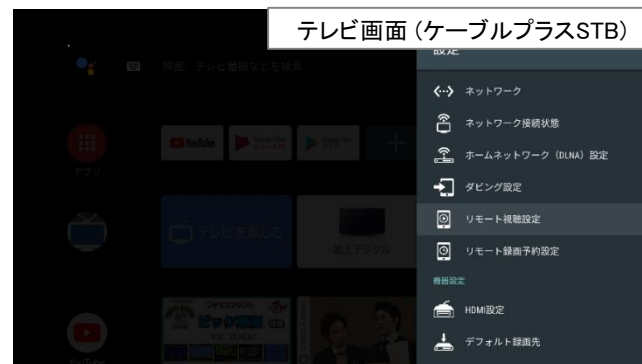 テレビ画面 (ケーブルプラスSTB)
設定
映画、テレビ番組などを検索
ネットワーク
ネットワーク接続状態
ホームネットワーク (DLNA) 設定
ダビング設定
リモート視聴設定
リモート録画予約設定
機器設定
HDMI設定
デフォルト録画先
アプリ
YouTube
Google Play
Google Play
テレビを楽しむ
地上デジタル
YouTube